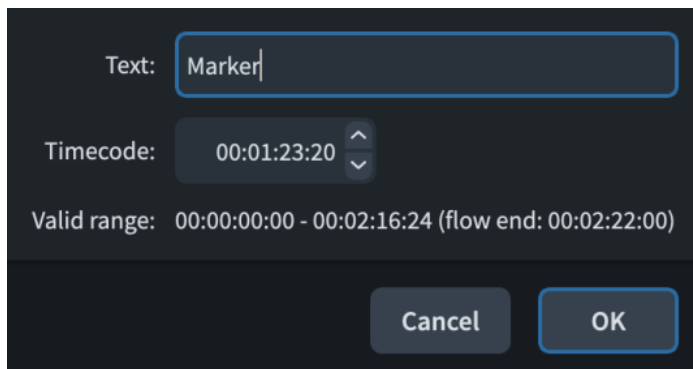 Text: Marker
Timecode: 00:01:23:20
Valid range: 00:00:00:00 - 00:02:16:24 (flow end: 00:02:22:00)
Cancel OK